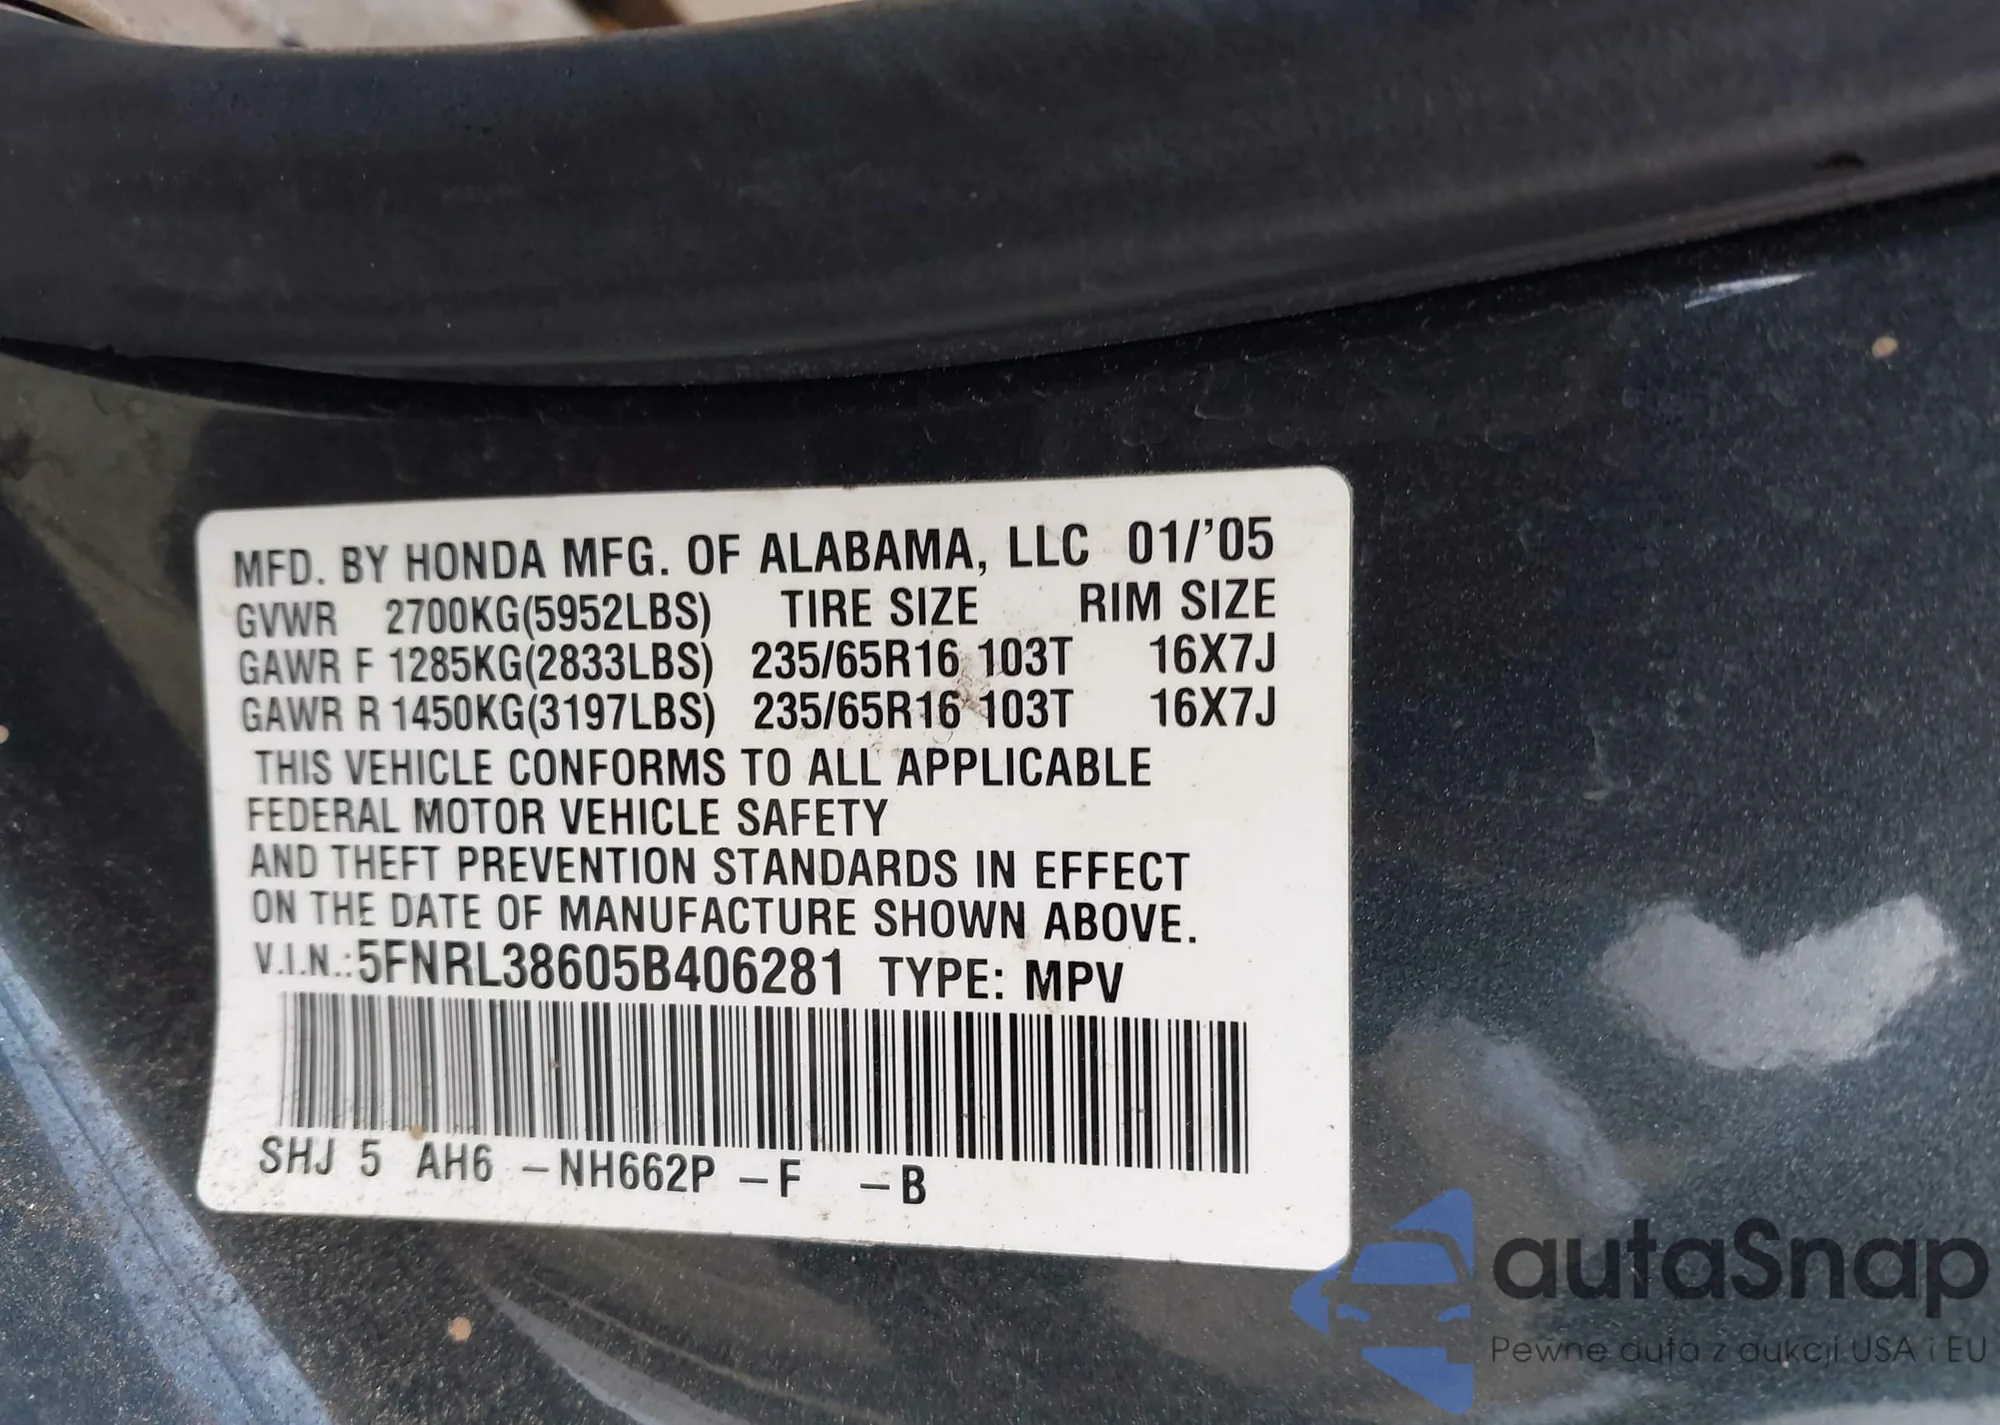 MFD. BY HONDA MFG. OF ALABAMA, LLC 01/'05
GVWR 2700KG(5952LBS) TIRE SIZE RIM SIZE
GAWR F 1285KG(2833LBS) 235/65R16 103T 16X7J
GAWR R 1450KG(3197LBS) 235/65R16 103T 16X7J
THIS VEHICLE CONFORMS TO ALL APPLICABLE
FEDERAL MOTOR VEHICLE SAFETY
AND THEFT PREVENTION STANDARDS IN EFFECT
ON THE DATE OF MANUFACTURE SHOWN ABOVE.
V.I.N.:5FNRL38605B406281 TYPE: MPV
SHJ 5 AH6 -NH662P -F -B
autaSnap
Pewne auta z aukcji USA i EU